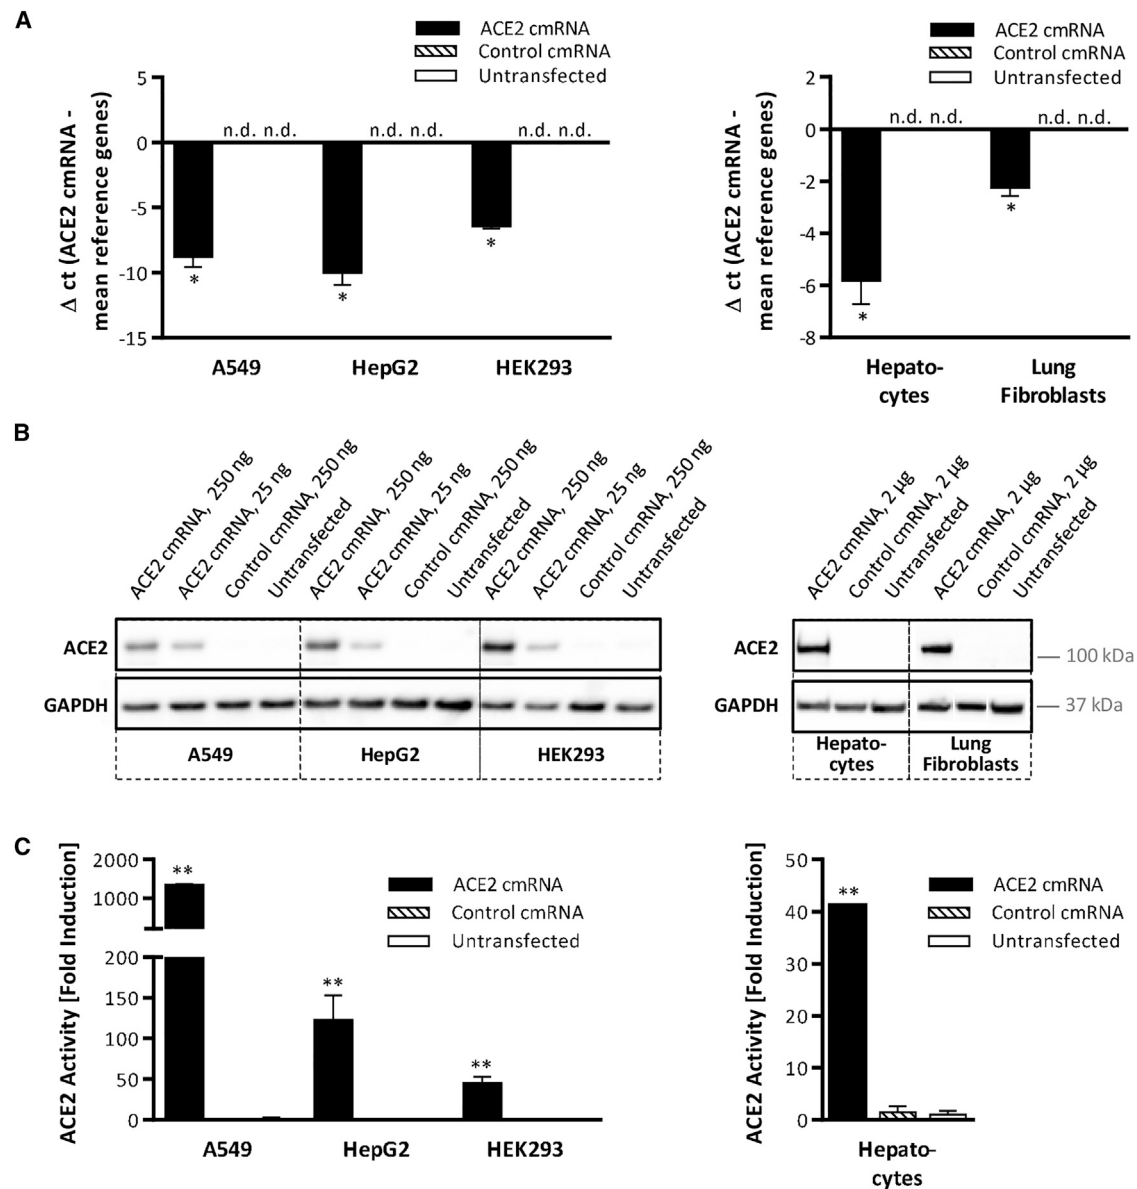 A
ACE2 cmRNA
Control cmRNA
Untransfected
Δ ct (ACE2 cmRNA -
mean reference genes)
5
0
-5
-10
-15
n.d. n.d.
n.d. n.d.
n.d. n.d.
*
*
*
A549
HepG2
HEK293
ACE2 cmRNA
Control cmRNA
Untransfected
Δ ct (ACE2 cmRNA -
mean reference genes)
2
0
-2
-4
-6
-8
n.d. n.d.
n.d. n.d.
*
*
Hepato-
cytes
Lung
Fibroblasts
B
ACE2 cmRNA, 250 ng
ACE2 cmRNA, 25 ng
Control cmRNA, 250 ng
Untransfected
ACE2 cmRNA, 250 ng
ACE2 cmRNA, 25 ng
Control cmRNA, 250 ng
Untransfected
ACE2 cmRNA, 250 ng
ACE2 cmRNA, 25 ng
Control cmRNA, 250 ng
Untransfected
ACE2
GAPDH
A549
HepG2
HEK293
ACE2 cmRNA, 2 µg
Control cmRNA, 2 µg
Untransfected
ACE2 cmRNA, 2 µg
Control cmRNA, 2 µg
Untransfected
ACE2
100 kDa
GAPDH
37 kDa
Hepato-
cytes
Lung
Fibroblasts
C
ACE2 Activity [Fold Induction]
2000
1000
200
150
100
50
0
**
**
**
ACE2 cmRNA
Control cmRNA
Untransfected
A549
HepG2
HEK293
ACE2 Activity [Fold Induction]
50
40
30
20
10
0
**
ACE2 cmRNA
Control cmRNA
Untransfected
Hepato-
cytes